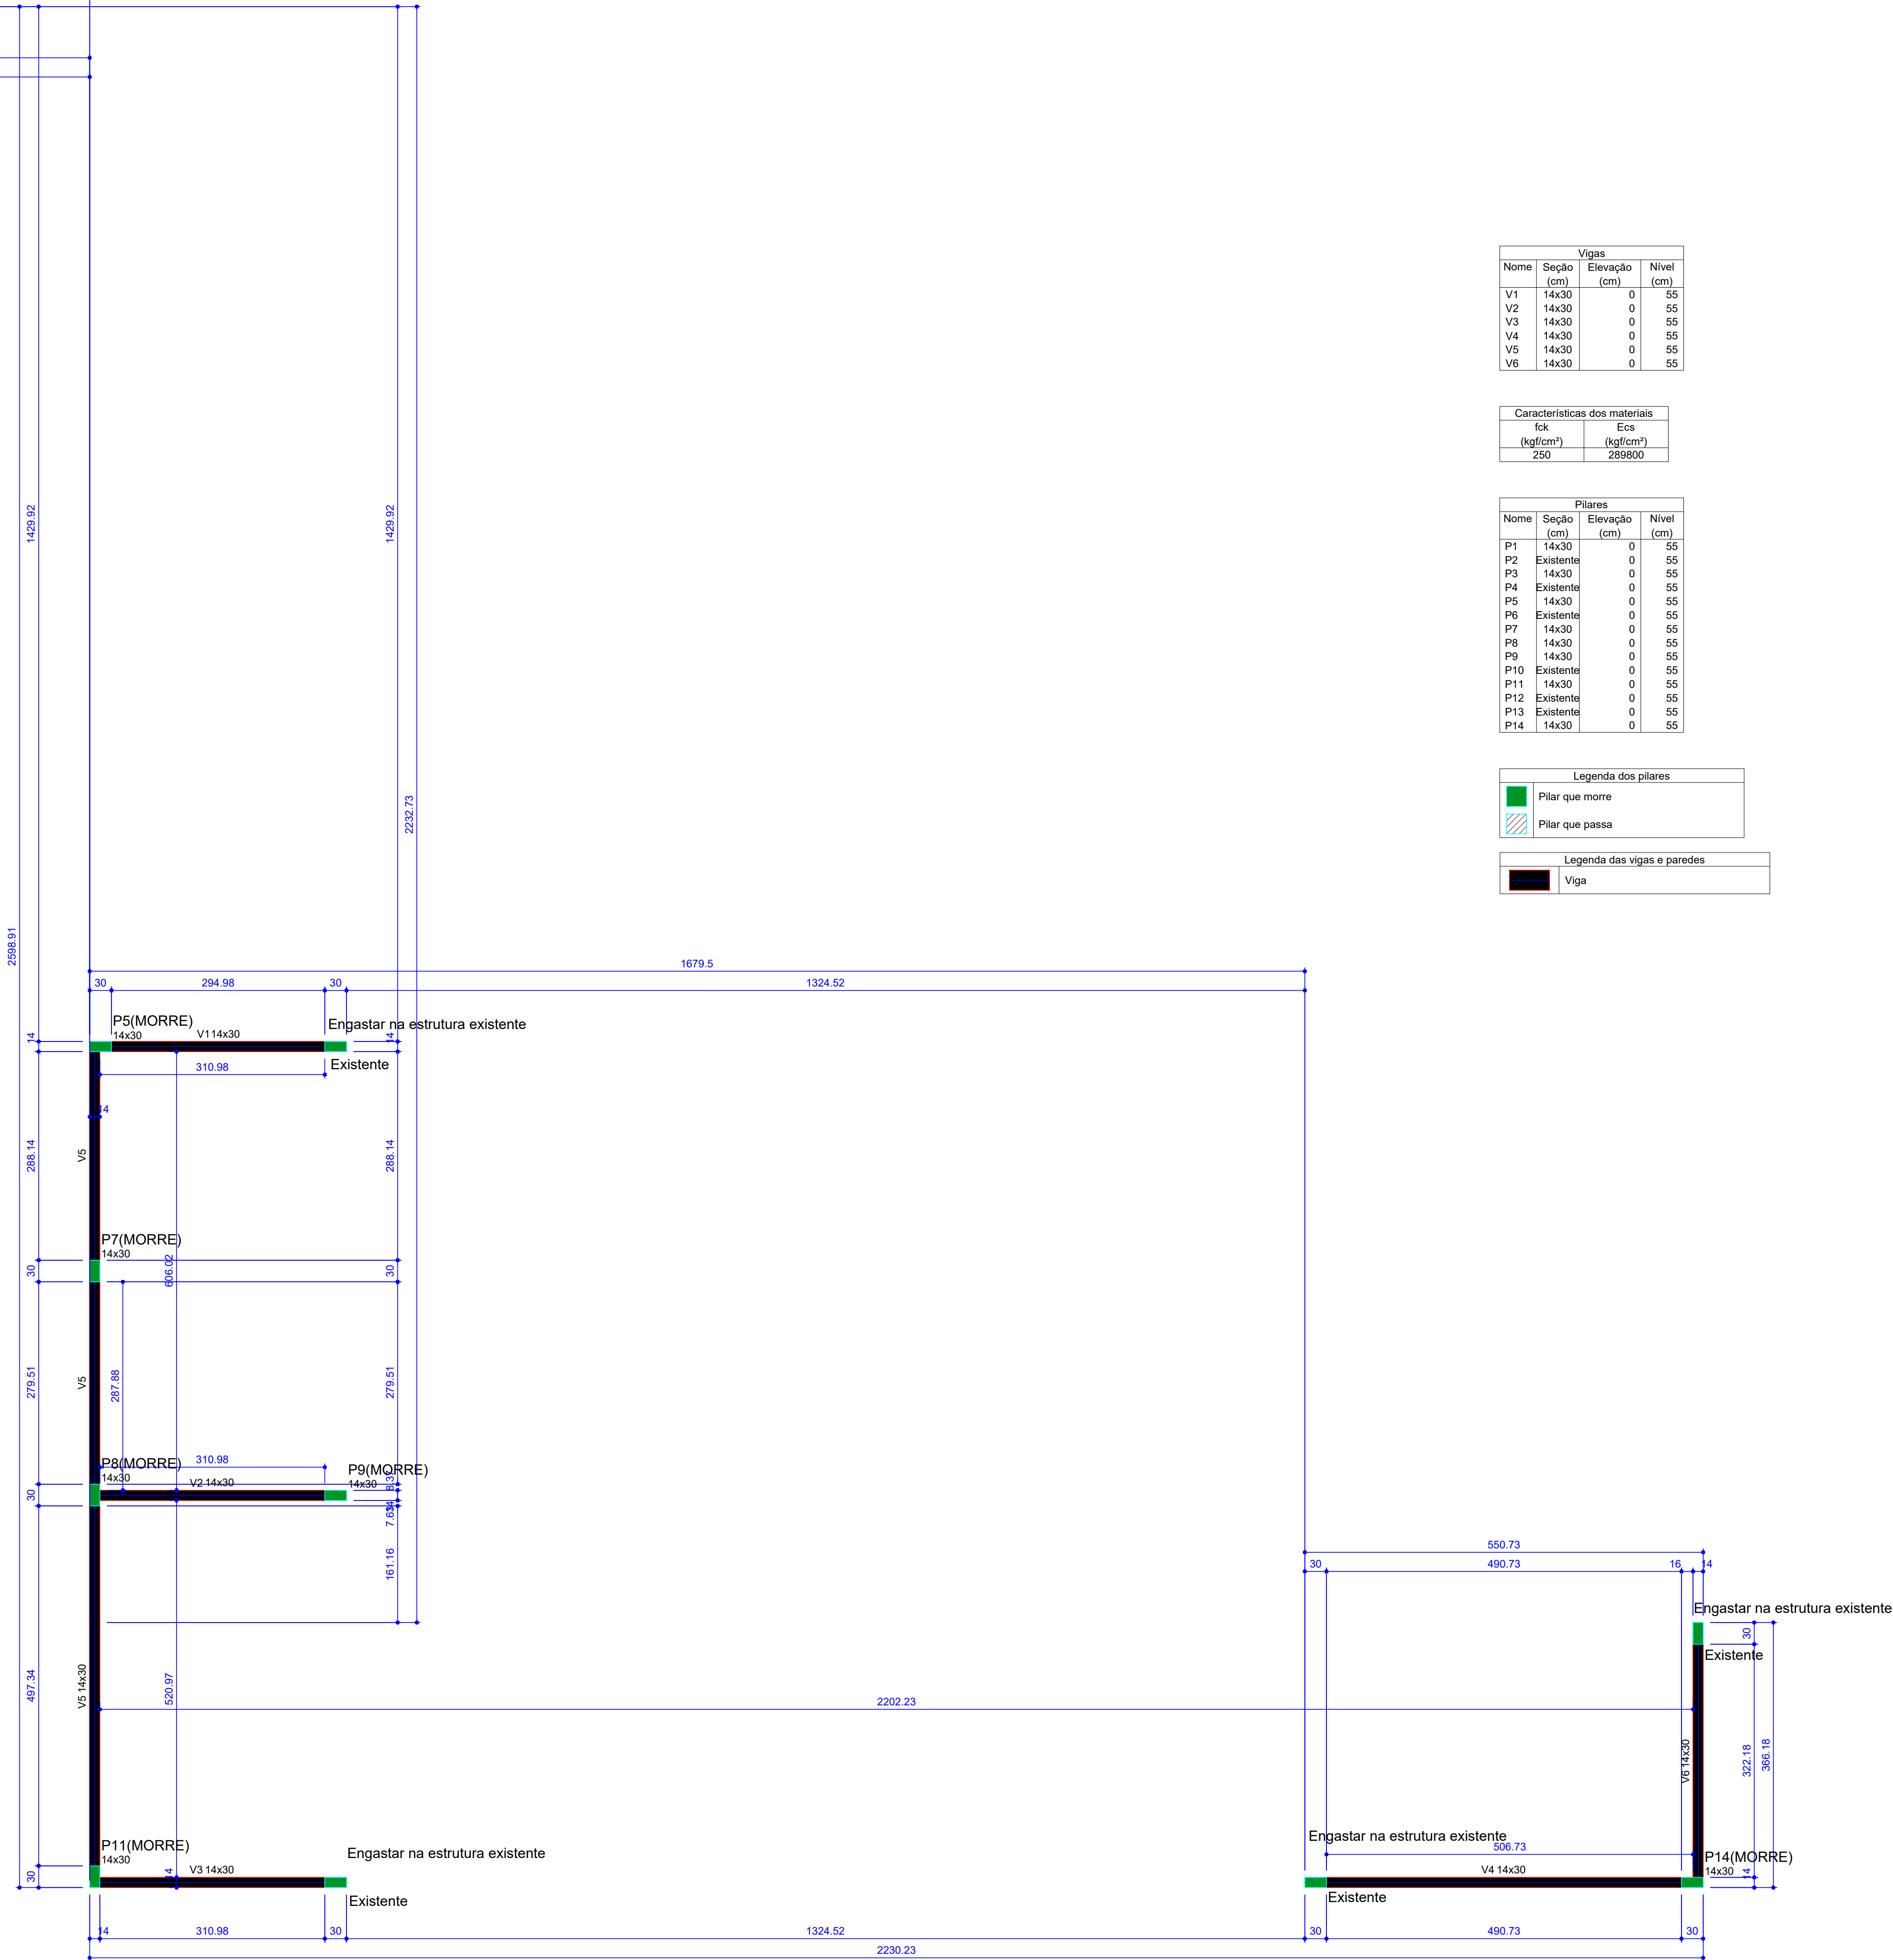 Vigas
Nome Seção Elevação Nível
(cm) (cm) (cm)
V1 14x30 0 55
V2 14x30 0 55
V3 14x30 0 55
V4 14x30 0 55
V5 14x30 0 55
V6 14x30 0 55
Características dos materiais
fck Ecs
(kgf/cm²) (kgf/cm²)
250 289800
Pilares
Nome Seção Elevação Nível
(cm) (cm) (cm)
P1 14x30 0 55
P2 Existente 0 55
P3 14x30 0 55
P4 Existente 0 55
P5 14x30 0 55
P6 Existente 0 55
P7 14x30 0 55
P8 14x30 0 55
P9 14x30 0 55
P10 Existente 0 55
P11 14x30 0 55
P12 Existente 0 55
P13 Existente 0 55
P14 14x30 0 55
Legenda dos pilares
Pilar que morre
Pilar que passa
Legenda das vigas e paredes
Viga
1429.92
1429.92
2232.73
2598.91
1679.5
30 294.98 30 1324.52
P5(MORRE)
14x30
V1 14x30
Engastar na estrutura existente
14
14
Existente
310.98
14
V5
288.14
288.14
P7(MORRE)
14x30
606.02
30
30
V5
279.51
287.88
279.51
P8(MORRE)
14x30
310.98
V2 14x30
P9(MORRE)
14x30
8.37
14
7.63
30
161.16
550.73
30 490.73 16 14
Engastar na estrutura existente
30
Existente
497.34
V5 14x30
520.97
2202.23
V6 14x30
322.18
366.18
P11(MORRE)
14x30
30
V3 14x30
14
Engastar na estrutura existente
Existente
Engastar na estrutura existente
506.73
V4 14x30
P14(MORRE)
14x30
14
Existente
14 310.98 30 1324.52 30 490.73 30
2230.23